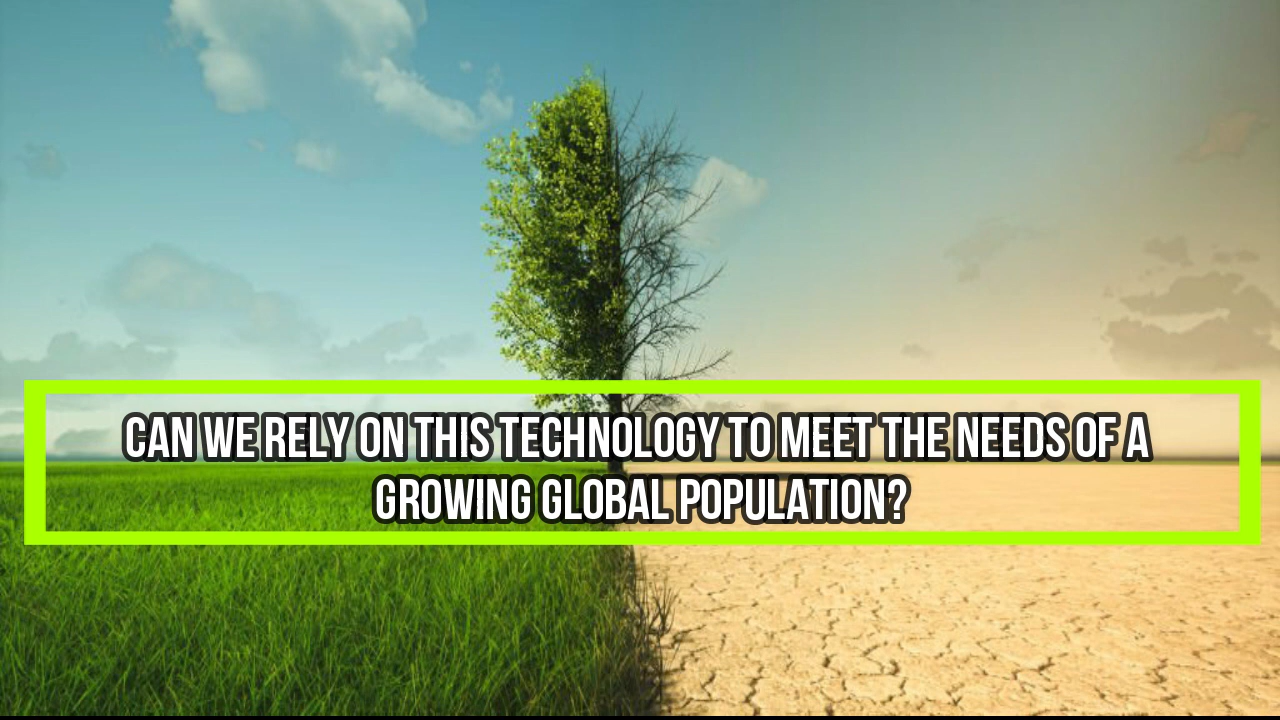 CAN WE RELY ON THIS TECHNOLOGY TO MEET THE NEEDS OF A
GROWING GLOBAL POPULATION?